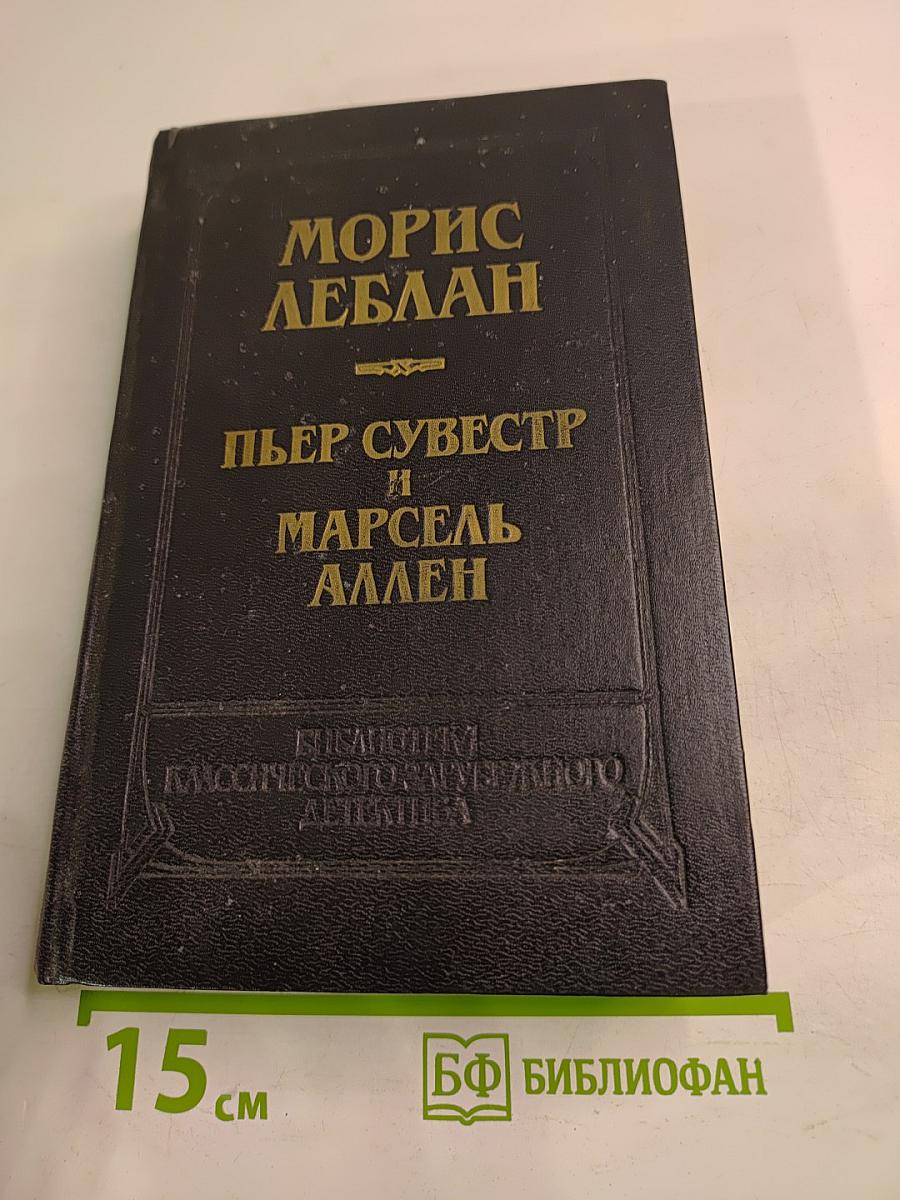 МОРИС
ЛЕБЛАН
ПЬЕР СУВЕСТР
И
МАРСЕЛЬ
АЛЛЕН
БИБЛИОТЕКА
КЛАССИЧЕСКОГО ЗАРУБЕЖНОГО
ДЕТЕКТИВА
15 см
БФ БИБЛИОФАН